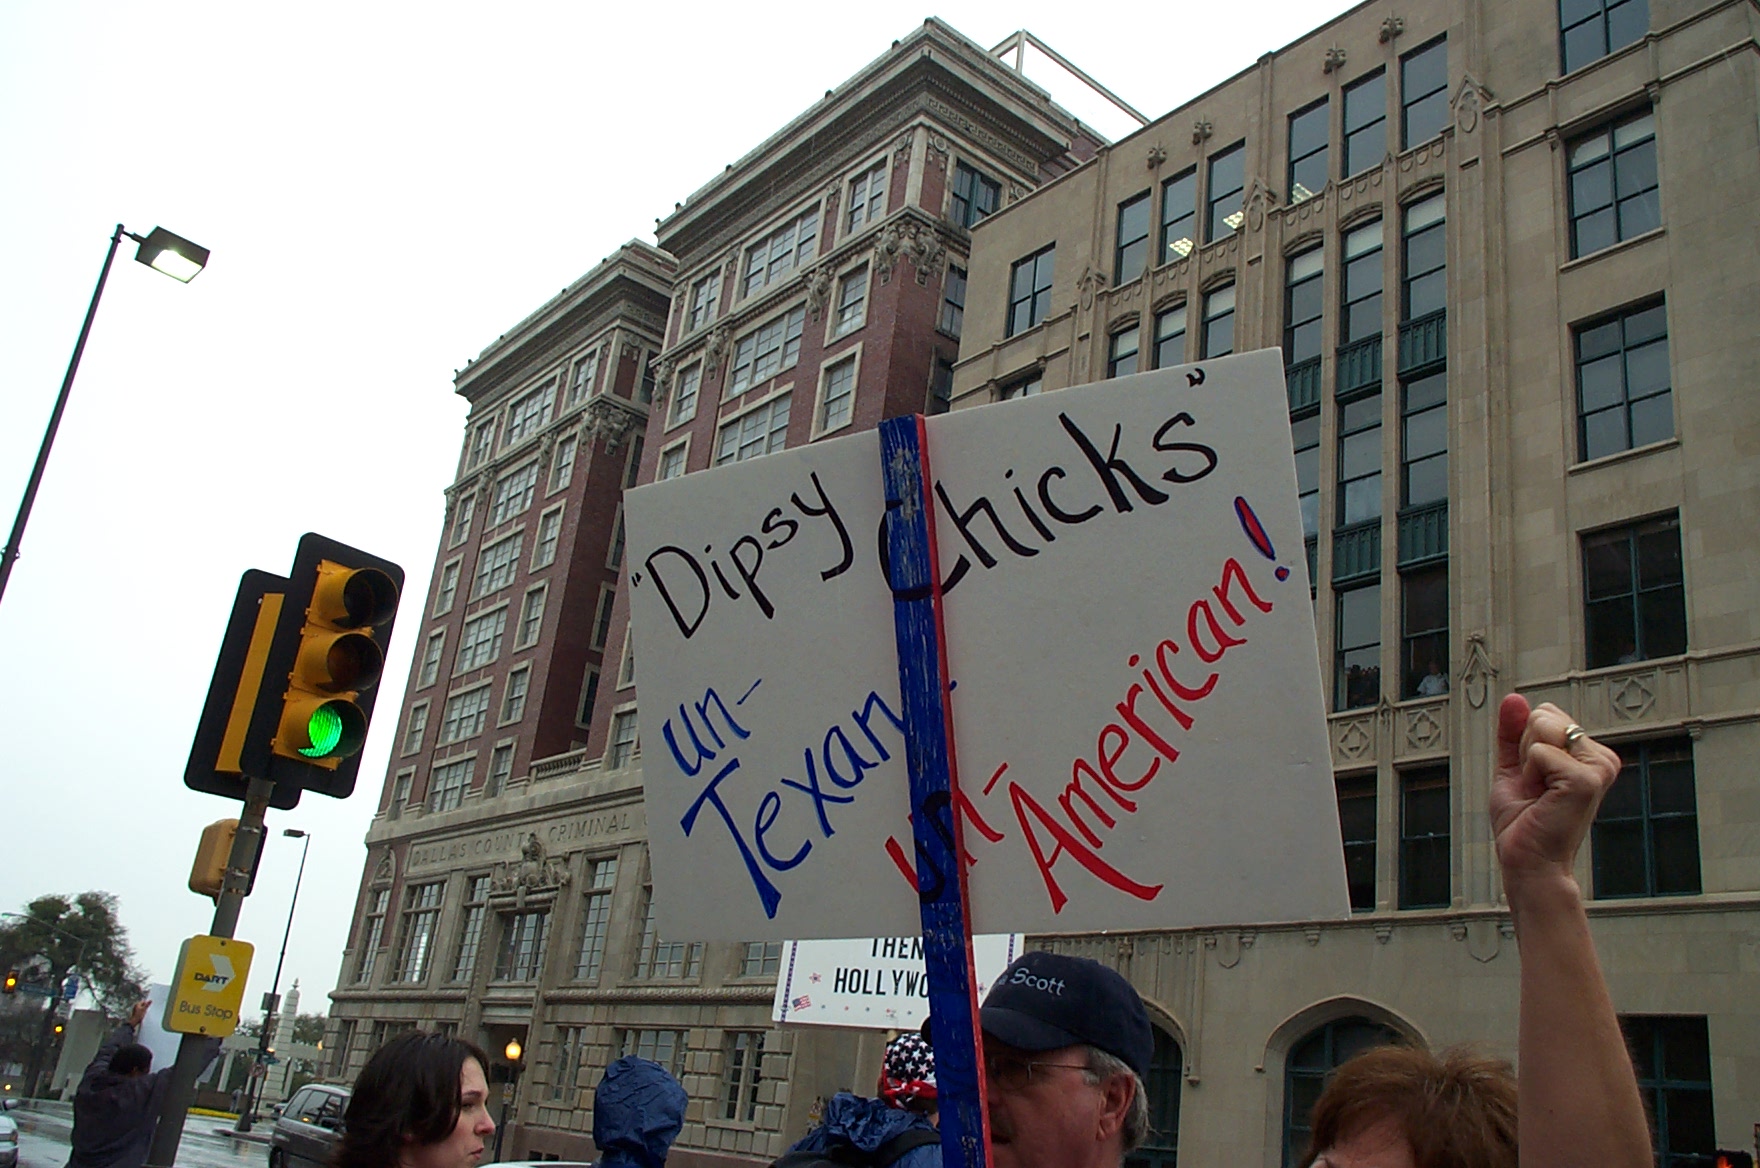 "Dipsy Chicks"
un-
Texan
un-
American!
DALLAS COUNTY CRIMINAL
THEN
HOLLYWO
Scott
DART
Bus Stop